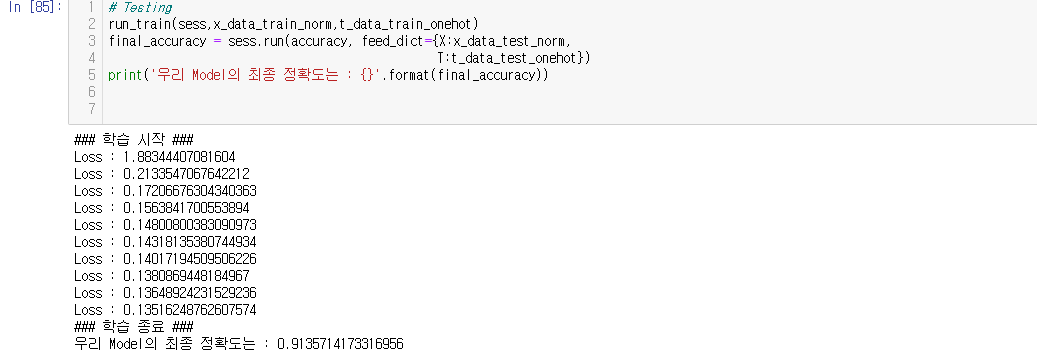 In [85]:
1 # Testing
2 run_train(sess,x_data_train_norm,t_data_train_onehot)
3 final_accuracy = sess.run(accuracy, feed_dict={X:x_data_test_norm,
4 T:t_data_test_onehot})
5 print('우리 Model의 최종 정확도는 : {}'.format(final_accuracy))
6
7
### 학습 시작 ###
Loss : 1.88344407081604
Loss : 0.2133547067642212
Loss : 0.17206676304340363
Loss : 0.1563841700553894
Loss : 0.14800800383090973
Loss : 0.14318135380744934
Loss : 0.14017194509506226
Loss : 0.1380869448184967
Loss : 0.13648924231529236
Loss : 0.13516248762607574
### 학습 종료 ###
우리 Model의 최종 정확도는 : 0.9135714173316956